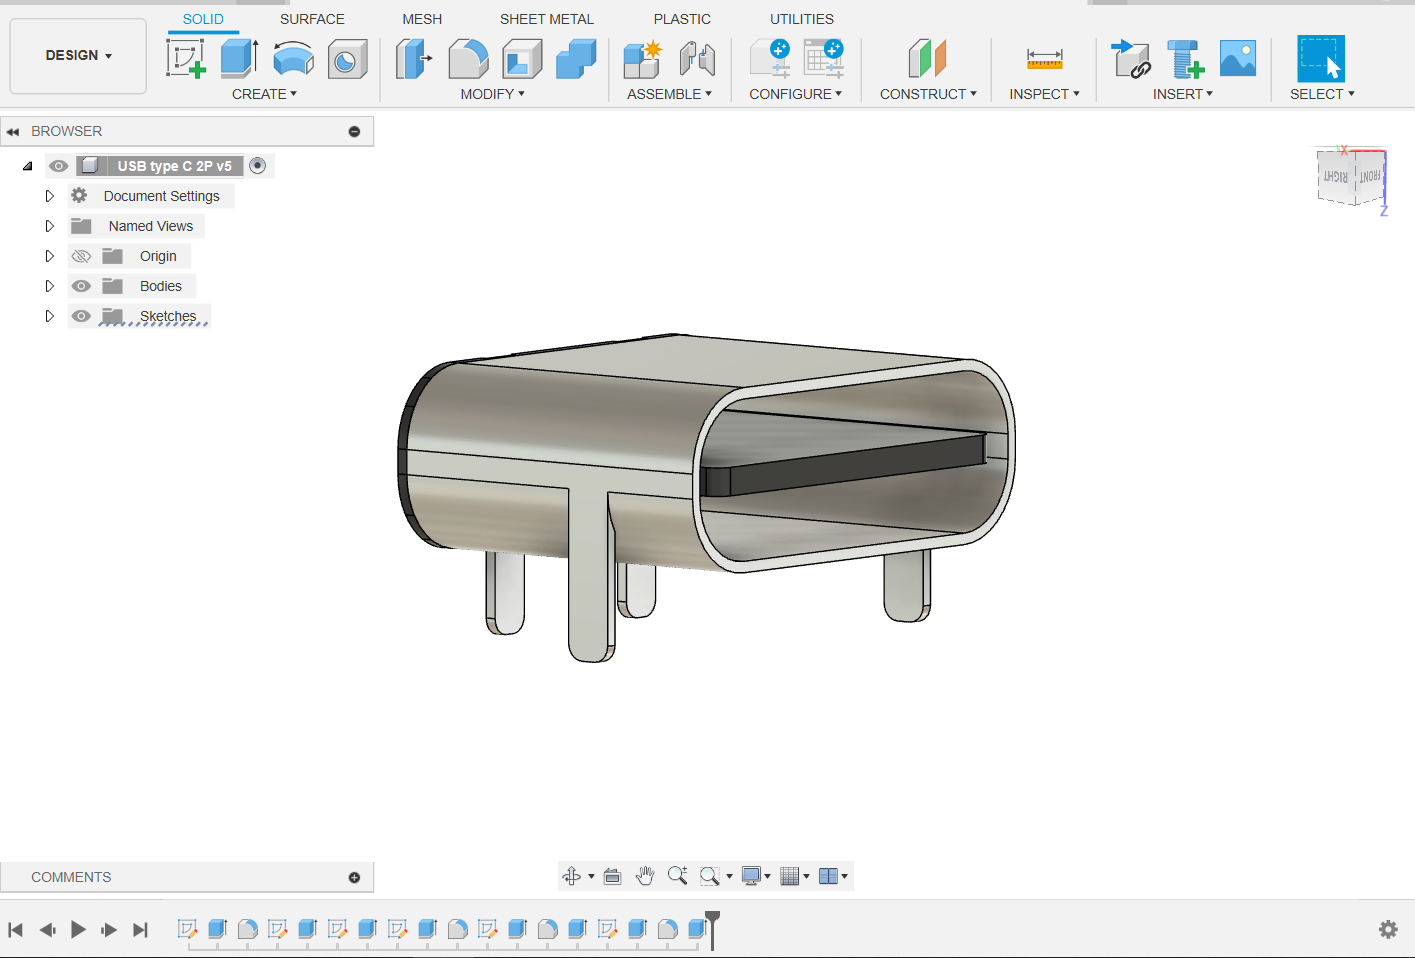 SOLID SURFACE MESH SHEET METAL PLASTIC UTILITIES
DESIGN
CREATE MODIFY ASSEMBLE CONFIGURE CONSTRUCT INSPECT INSERT SELECT
BROWSER
USB type C 2P v5
Document Settings
Named Views
Origin
Bodies
Sketches
X
RIGHT FRONT
Z
COMMENTS